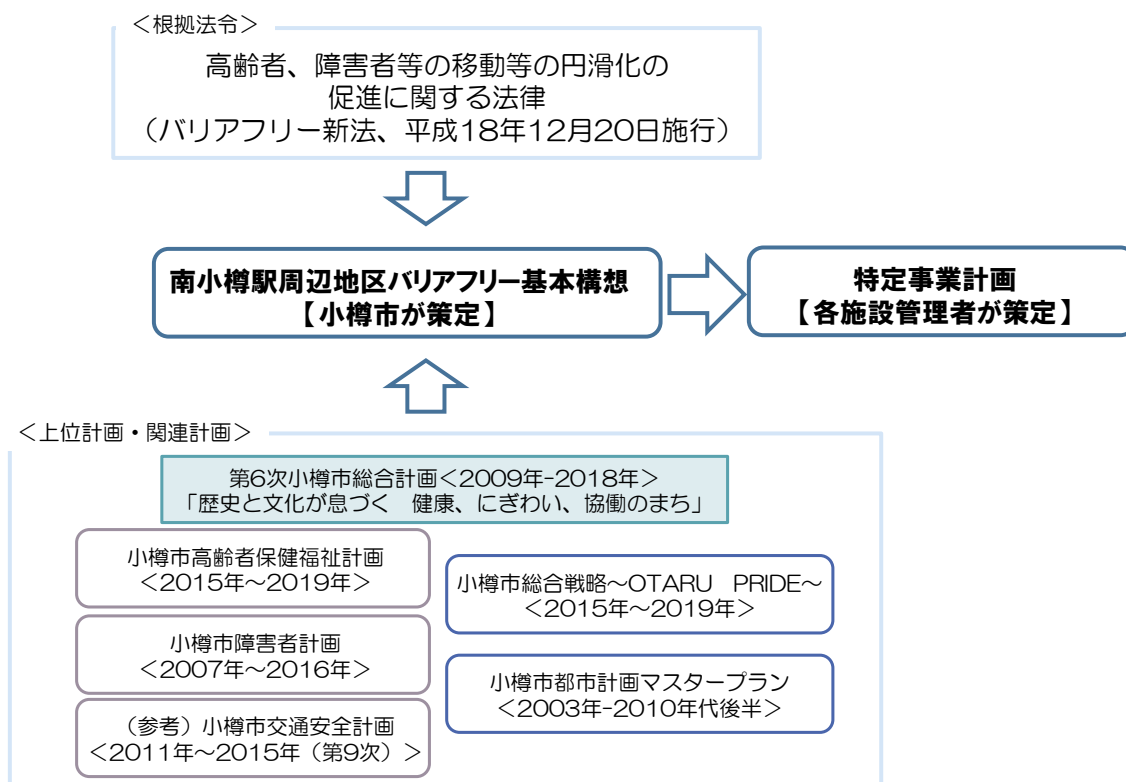 ＜根拠法令＞
高齢者、障害者等の移動等の円滑化の
促進に関する法律
（バリアフリー新法、平成18年12月20日施行）
南小樽駅周辺地区バリアフリー基本構想
【小樽市が策定】
特定事業計画
【各施設管理者が策定】
＜上位計画・関連計画＞
第6次小樽市総合計画＜2009年-2018年＞
「歴史と文化が息づく　健康、にぎわい、協働のまち」
小樽市高齢者保健福祉計画
＜2015年～2019年＞
小樽市障害者計画
＜2007年～2016年＞
（参考）小樽市交通安全計画
＜2011年～2015年（第9次）＞
小樽市総合戦略～OTARU　PRIDE～
＜2015年～2019年＞
小樽市都市計画マスタープラン
＜2003年-2010年代後半＞